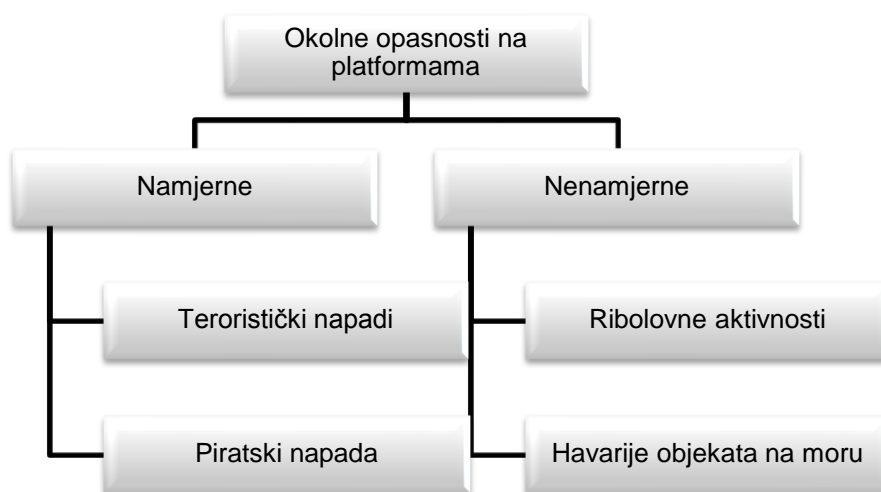 Okolne opasnosti na
platformama
Namjerne
Nenamjerne
Teroristički napadi
Ribolovne aktivnosti
Piratski napada
Havarije objekata na moru